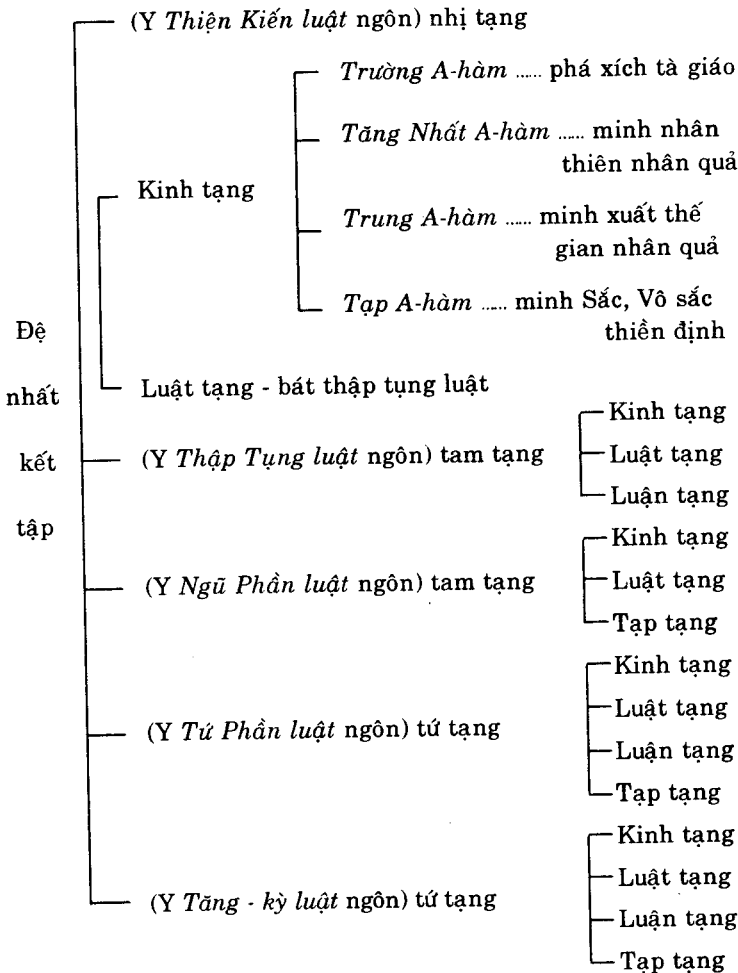 (Y Thiện Kiến luật ngôn) nhị tạng
Trường A-hàm ...... phá xích tà giáo
Tăng Nhất A-hàm ...... minh nhân
thiên nhân quả
Kinh tạng
Trung A-hàm ...... minh xuất thế
gian nhân quả
Tạp A-hàm ...... minh Sắc, Vô sắc
thiền định
Luật tạng - bát thập tụng luật
Đệ
nhất
kết
tập
(Y Thập Tụng luật ngôn) tam tạng
Kinh tạng
Luật tạng
Luận tạng
(Y Ngũ Phần luật ngôn) tam tạng
Kinh tạng
Luật tạng
Tạp tạng
(Y Tứ Phần luật ngôn) tứ tạng
Kinh tạng
Luật tạng
Luận tạng
Tạp tạng
(Y Tăng - kỳ luật ngôn) tứ tạng
Kinh tạng
Luật tạng
Luận tạng
Tạp tạng